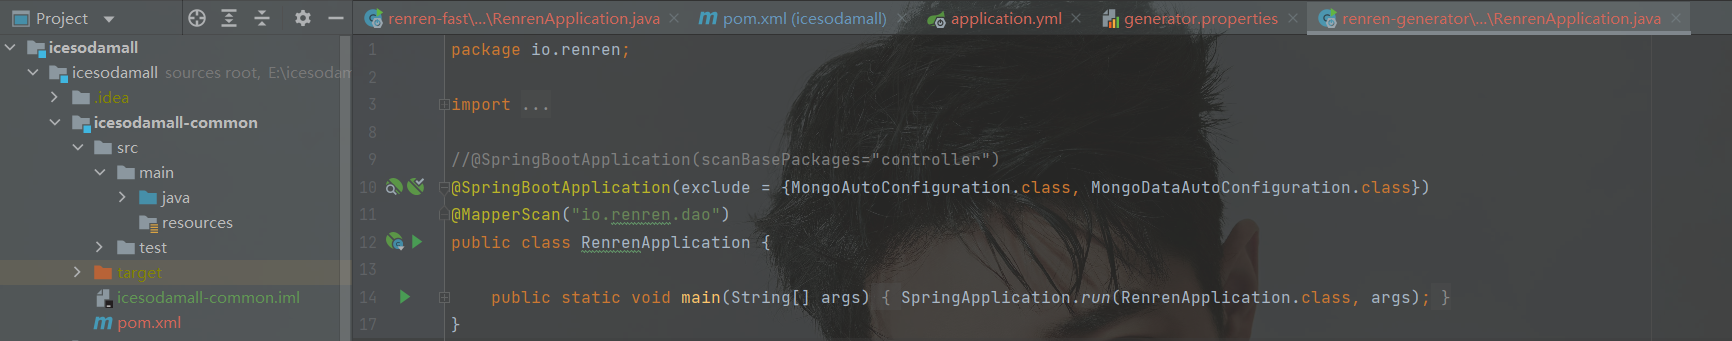 Project
renren-fast\...\RenrenApplication.java
pom.xml (icesodamall)
application.yml
generator.properties
renren-generator\...\RenrenApplication.java
icesodamall
icesodamall sources root, E:\icesodam
.idea
icesodamall-common
src
main
java
resources
test
target
icesodamall-common.iml
pom.xml
1 package io.renren;
2
3 import ...
8
9 //@SpringBootApplication(scanBasePackages="controller")
10 @SpringBootApplication(exclude = {MongoAutoConfiguration.class, MongoDataAutoConfiguration.class})
11 @MapperScan("io.renren.dao")
12 public class RenrenApplication {
13
14 public static void main(String[] args) { SpringApplication.run(RenrenApplication.class, args); }
17 }